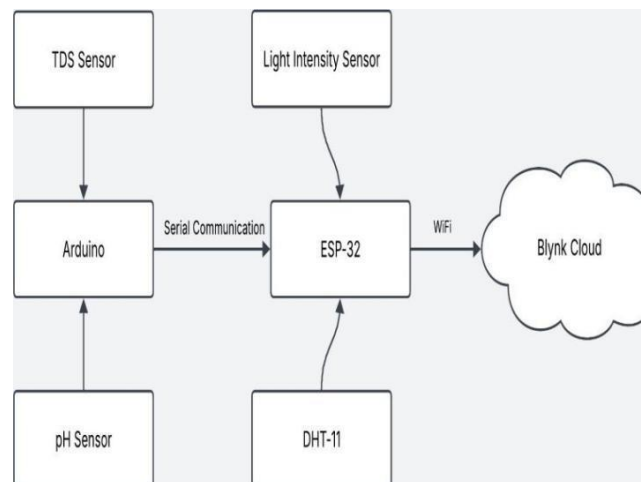 TDS Sensor
Light Intensity Sensor
Arduino
Serial Communication
ESP-32
WiFi
Blynk Cloud
pH Sensor
DHT-11